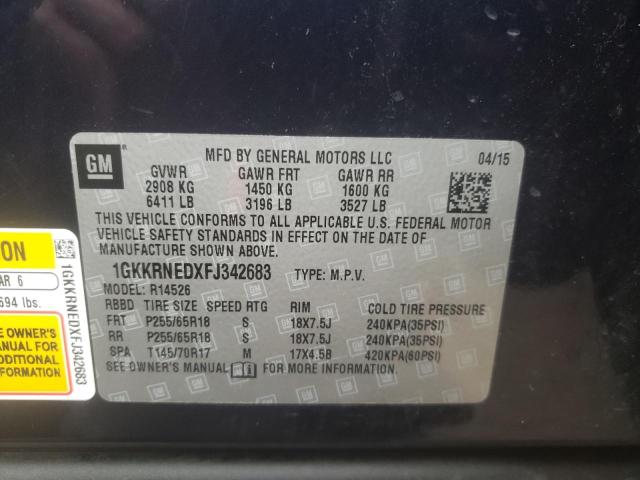 GM
MFD BY GENERAL MOTORS LLC 04/15
GVWR GAWR FRT GAWR RR
2908 KG 1450 KG 1600 KG
6411 LB 3196 LB 3527 LB
THIS VEHICLE CONFORMS TO ALL APPLICABLE U.S. FEDERAL MOTOR
VEHICLE SAFETY STANDARDS IN EFFECT ON THE DATE OF
MANUFACTURE SHOWN ABOVE.
1GKKRNEDXFJ342683 TYPE: M.P.V.
MODEL: R14526
RBBD TIRE SIZE SPEED RTG RIM COLD TIRE PRESSURE
FRT P255/65R18 S 18X7.5J 240KPA(35PSI)
RR P255/65R18 S 18X7.5J 240KPA(35PSI)
SPA T145/70R17 M 17X4.5B 420KPA(60PSI)
SEE OWNER'S MANUAL FOR MORE INFORMATION.
ION
AR 6
694 lbs.
EE OWNER'S
MANUAL FOR
ADDITIONAL
FORMATION
1GKKRNEDXFJ342683